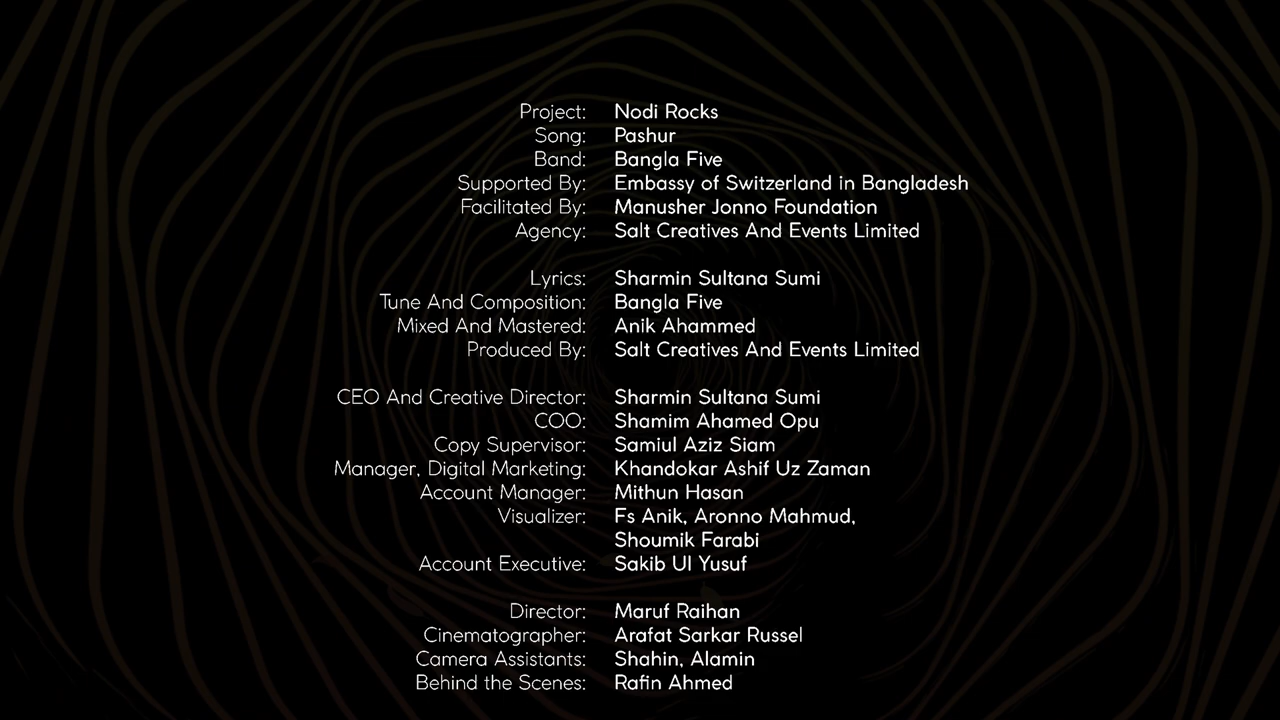 Project: Nodi Rocks
Song: Pashur
Band: Bangla Five
Supported By: Embassy of Switzerland in Bangladesh
Facilitated By: Manusher Jonno Foundation
Agency: Salt Creatives And Events Limited
Lyrics: Sharmin Sultana Sumi
Tune And Composition: Bangla Five
Mixed And Mastered: Anik Ahammed
Produced By: Salt Creatives And Events Limited
CEO And Creative Director: Sharmin Sultana Sumi
COO: Shamim Ahamed Opu
Copy Supervisor: Samiul Aziz Siam
Manager, Digital Marketing: Khandokar Ashif Uz Zaman
Account Manager: Mithun Hasan
Visualizer: Fs Anik, Aronno Mahmud,
Shoumik Farabi
Account Executive: Sakib Ul Yusuf
Director: Maruf Raihan
Cinematographer: Arafat Sarkar Russel
Camera Assistants: Shahin, Alamin
Behind the Scenes: Rafin Ahmed